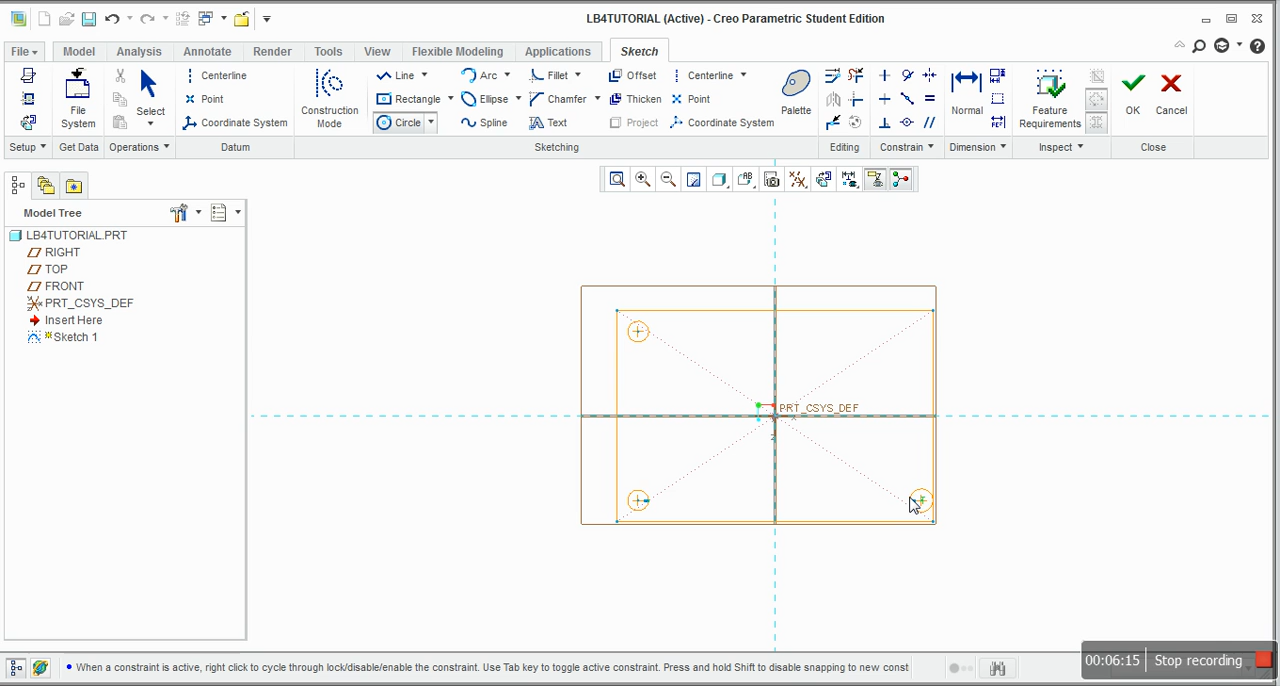 LB4TUTORIAL (Active) - Creo Parametric Student Edition
File Model Analysis Annotate Render Tools View Flexible Modeling Applications Sketch
File System
Select
Centerline
Point
Coordinate System
Construction Mode
Line Arc Fillet Offset Centerline
Rectangle Ellipse Chamfer Thicken Point
Circle Spline Text Project Coordinate System
Palette
Normal
Feature Requirements
OK
Cancel
Setup Get Data Operations Datum Sketching Editing Constrain Dimension Inspect Close
Model Tree
LB4TUTORIAL.PRT
RIGHT
TOP
FRONT
PRT_CSYS_DEF
Insert Here
Sketch 1
PRT_CSYS_DEF
When a constraint is active, right click to cycle through lock/disable/enable the constraint. Use Tab key to toggle active constraint. Press and hold Shift to disable snapping to new const
00:06:15 Stop recording